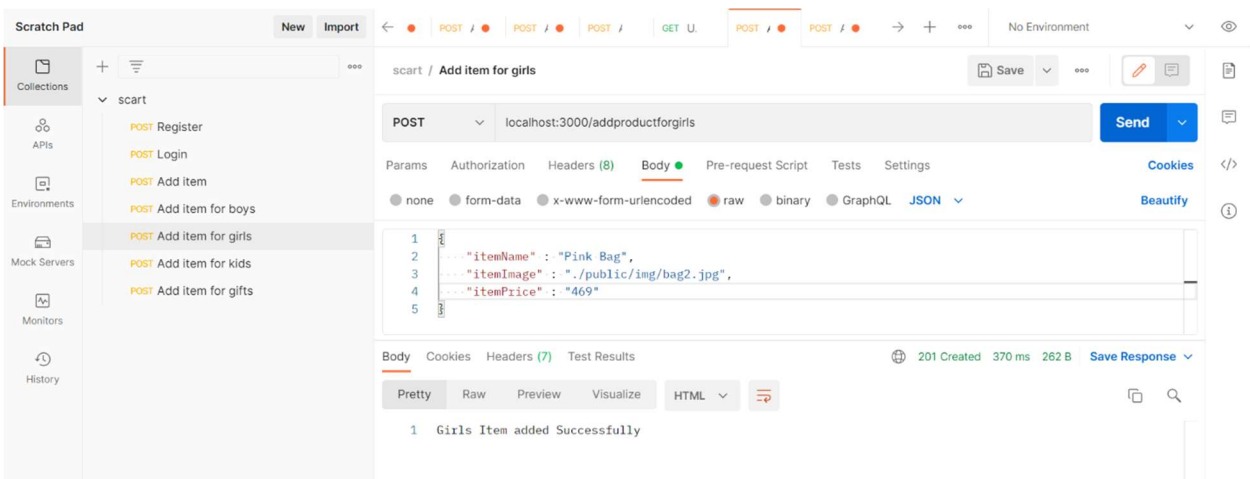 Scratch Pad New Import
POST POST POST GET U. POST POST No Environment
Collections
APIs
Environments
Mock Servers
Monitors
History
scart
POST Register
POST Login
POST Add item
POST Add item for boys
POST Add item for girls
POST Add item for kids
POST Add item for gifts
scart / Add item for girls Save
POST localhost:3000/addproductforgirls Send
Params Authorization Headers (8) Body Pre-request Script Tests Settings Cookies
none form-data x-www-form-urlencoded raw binary GraphQL JSON Beautify
1 {
2 "itemName" : "Pink Bag",
3 "itemImage" : "./public/img/bag2.jpg",
4 "itemPrice" : "469"
5 }
Body Cookies Headers (7) Test Results 201 Created 370 ms 262 B Save Response
Pretty Raw Preview Visualize HTML
1 Girls Item added Successfully